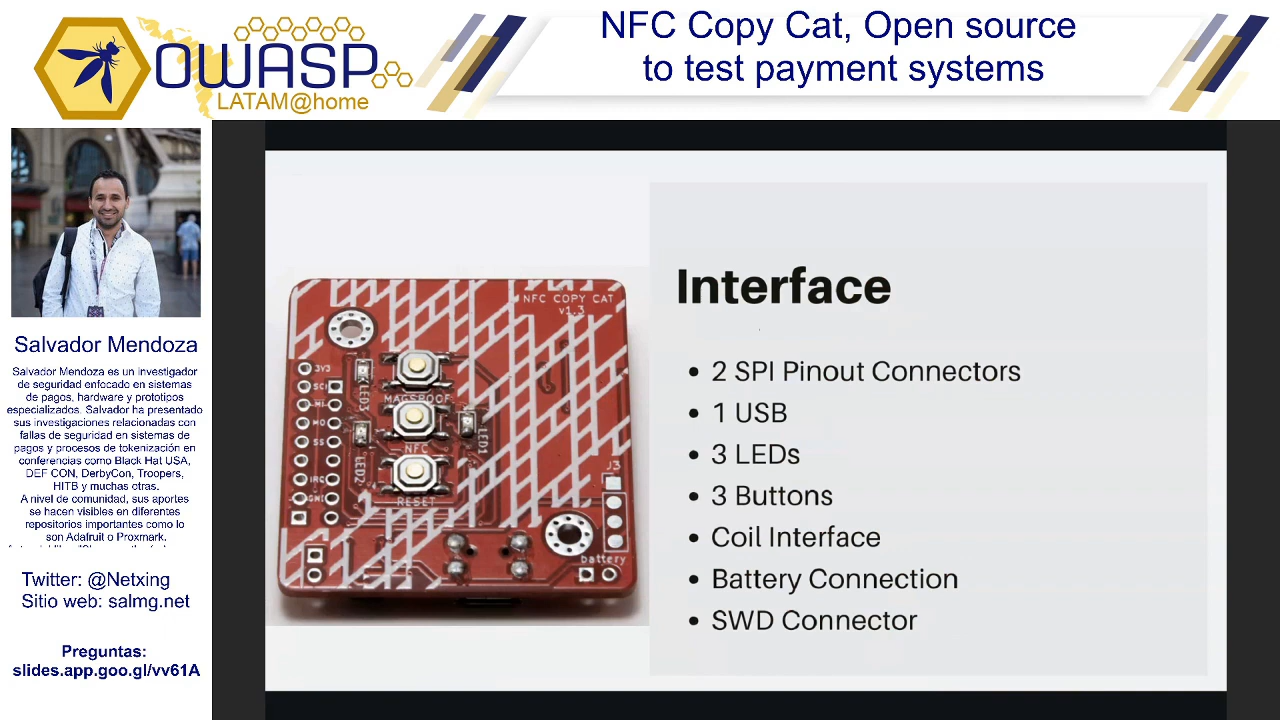 OWASP
LATAM@home
NFC Copy Cat, Open source
to test payment systems
Salvador Mendoza
Salvador Mendoza es un investigador
de seguridad enfocado en sistemas
de pagos, hardware y prototipos
especializados. Salvador ha presentado
sus investigaciones relacionadas con
fallas de seguridad en sistemas de
pagos y procesos de tokenización en
conferencias como Black Hat USA,
DEF CON, DerbyCon, Troopers,
HITB y muchas otras.
A nivel de comunidad, sus aportes
se hacen visibles en diferentes
repositorios importantes como lo
son Adafruit o Proxmark.
Twitter: @Netxing
Sitio web: salmg.net
Preguntas:
slides.app.goo.gl/vv61A
NFC COPY CAT
v1.3
3V3
MAGSPOOF
LED3
MO
LED1
SS
NFC
LED2
J3
RESET
battery
Interface
• 2 SPI Pinout Connectors
• 1 USB
• 3 LEDs
• 3 Buttons
• Coil Interface
• Battery Connection
• SWD Connector